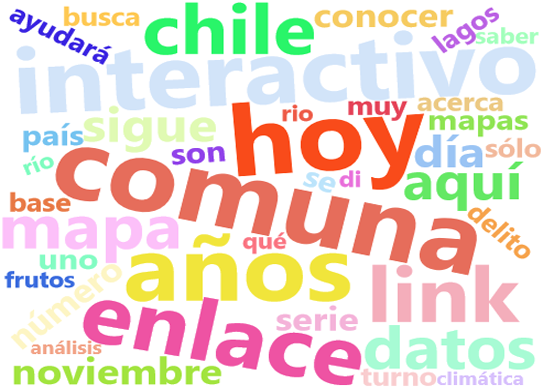 busca
conocer
ayudará
chile
lagos
saber
interactivo
rio
muy
acerca
sigue
hoy
mapas
país
son
día
sólo
río
comuna
se
di
aquí
base
mapa
qué
delito
uno
años
frutos
link
número
enlace
serie
datos
análisis
noviembre
turno
climática